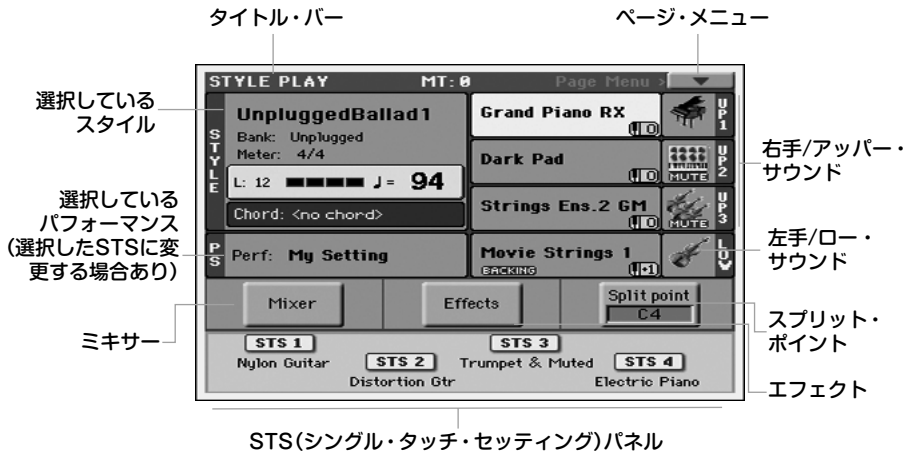 タイトル・バー
ページ・メニュー
STYLE PLAY MT: 0 Page Menu >
選択している
スタイル
STYLE
UnpluggedBallad1
Bank: Unplugged
Meter: 4/4
L: 12 ♩= 94
Chord: <no chord>
Grand Piano RX
0
UP1
Dark Pad
0
MUTE
UP2
Strings Ens.2 GM
0
MUTE
UP3
右手/アッパー・
サウンド
選択している
パフォーマンス
(選択したSTSに変
更する場合あり)
PS
Perf: My Setting
Movie Strings 1
BACKING
+1
LOW
左手/ロー・
サウンド
Mixer
Effects
Split point
C4
ミキサー
スプリット・
ポイント
エフェクト
STS 1
Nylon Guitar
STS 2
Distortion Gtr
STS 3
Trumpet & Muted
STS 4
Electric Piano
STS(シングル・タッチ・セッティング)パネル